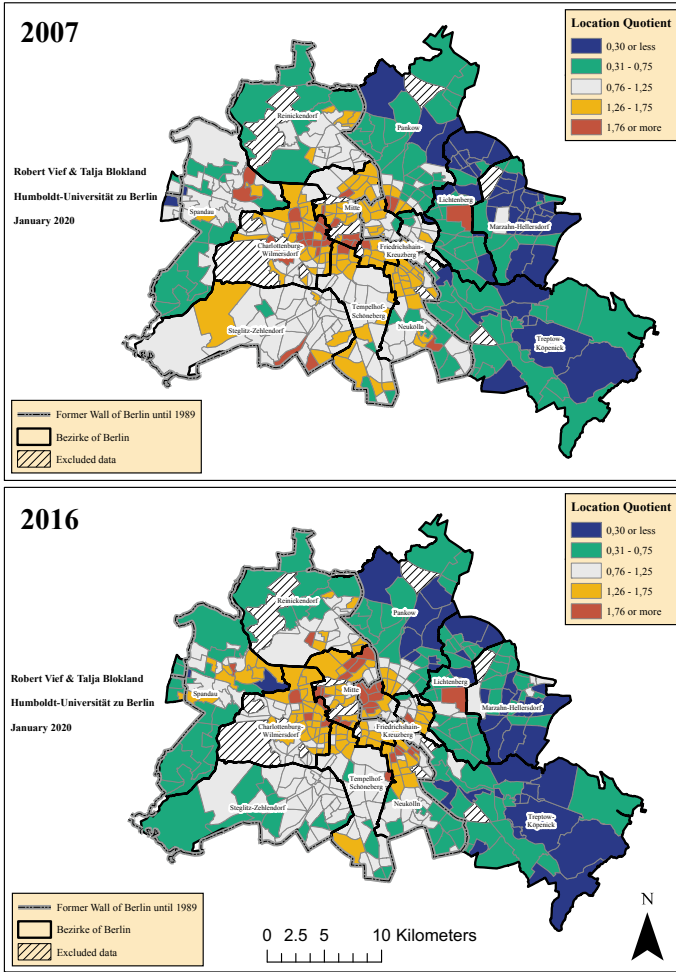 2007
Location Quotient
0,30 or less
0,31 - 0,75
0,76 - 1,25
1,26 - 1,75
1,76 or more
Robert Vief & Talja Blokland
Humboldt-Universität zu Berlin
January 2020
Reinickendorf
Pankow
Spandau
Mitte
Lichtenberg
Marzahn-Hellersdorf
Charlottenburg-
Wilmersdorf
Friedrichshain-
Kreuzberg
Tempelhof-
Schöneberg
Steglitz-Zehlendorf
Neukölln
Treptow-
Köpenick
Former Wall of Berlin until 1989
Bezirke of Berlin
Excluded data
2016
Location Quotient
0,30 or less
0,31 - 0,75
0,76 - 1,25
1,26 - 1,75
1,76 or more
Robert Vief & Talja Blokland
Humboldt-Universität zu Berlin
January 2020
Reinickendorf
Pankow
Spandau
Mitte
Lichtenberg
Marzahn-Hellersdorf
Charlottenburg-
Wilmersdorf
Friedrichshain-
Kreuzberg
Tempelhof-
Schöneberg
Steglitz-Zehlendorf
Neukölln
Treptow-
Köpenick
Former Wall of Berlin until 1989
Bezirke of Berlin
Excluded data
0 2.5 5 10 Kilometers
N